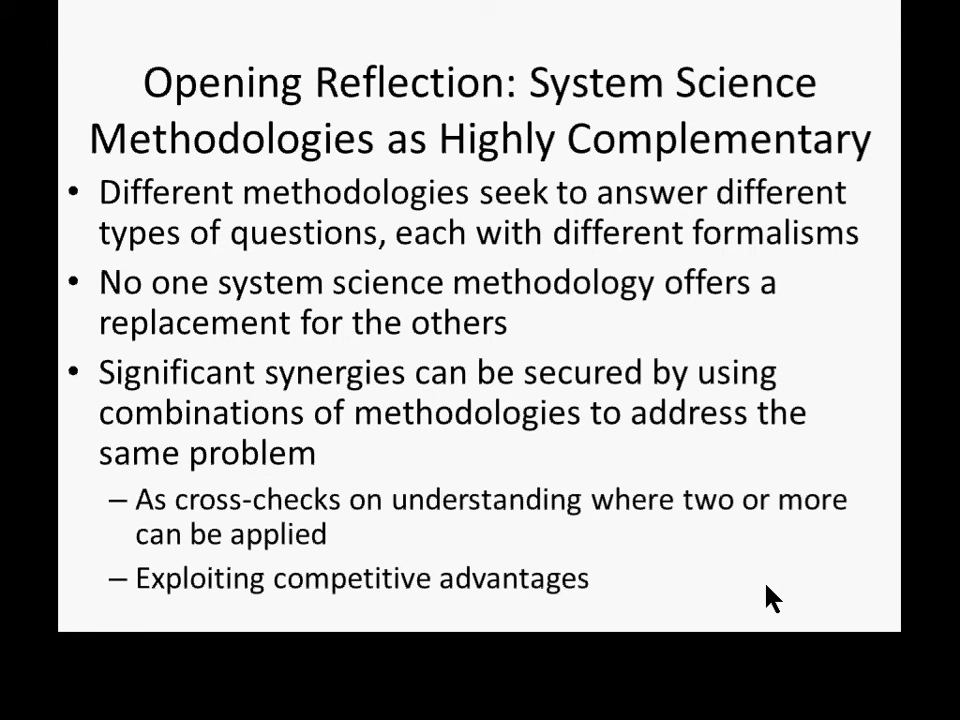 Opening Reflection: System Science
Methodologies as Highly Complementary
• Different methodologies seek to answer different
types of questions, each with different formalisms
• No one system science methodology offers a
replacement for the others
• Significant synergies can be secured by using
combinations of methodologies to address the
same problem
– As cross-checks on understanding where two or more
can be applied
– Exploiting competitive advantages